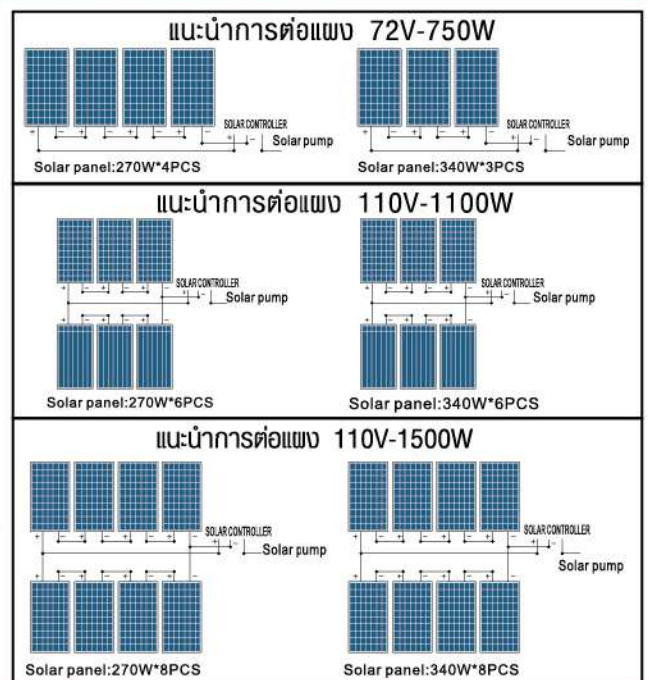 แนะนำการต่อแผง 72V-750W
SOLAR CONTROLLER
+ - + - + - + - + -
Solar pump
Solar panel:270W*4PCS
SOLAR CONTROLLER
+ - + - + - + -
Solar pump
Solar panel:340W*3PCS
แนะนำการต่อแผง 110V-1100W
SOLAR CONTROLLER
+ - + - + - + -
Solar pump
+ - + - + -
Solar panel:270W*6PCS
SOLAR CONTROLLER
+ - + - + - + -
Solar pump
+ - + - + -
Solar panel:340W*6PCS
แนะนำการต่อแผง 110V-1500W
SOLAR CONTROLLER
+ - + - + - + - + -
Solar pump
+ - + - + - + -
Solar panel:270W*8PCS
SOLAR CONTROLLER
+ - + - + - + - + -
Solar pump
+ - + - + - + -
Solar panel:340W*8PCS